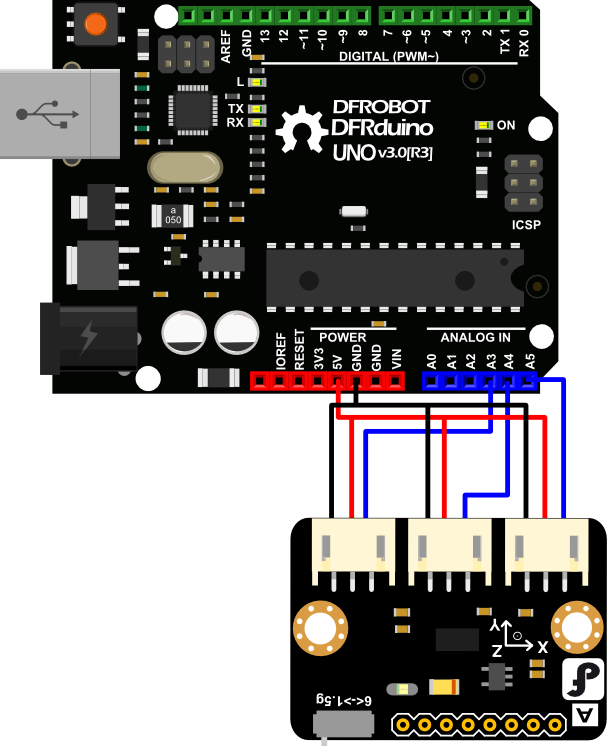 AREF
GND
13
12
~11
~10
~9
8
7
~6
~5
4
~3
2
TX 1
RX 0
DIGITAL (PWM~)
L
TX
RX
DFROBOT
DFRduino
UNO v3.0[R3]
ON
ICSP
a
050
POWER
ANALOG IN
IOREF
RESET
3V3
5V
GND
GND
VIN
A0
A1
A2
A3
A4
A5
Y
Z
X
6<->1.5g
A